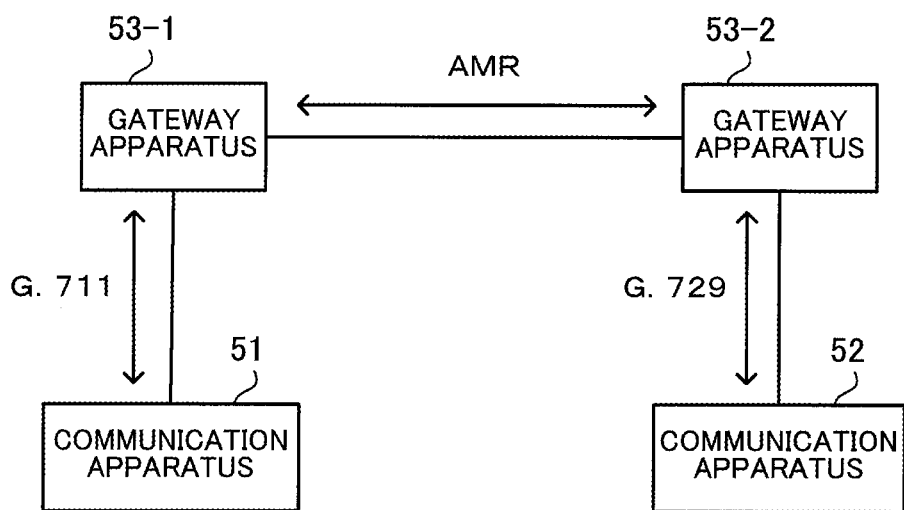 53-1
53-2
AMR
GATEWAY
APPARATUS
GATEWAY
APPARATUS
G. 711
G. 729
51
52
COMMUNICATION
APPARATUS
COMMUNICATION
APPARATUS